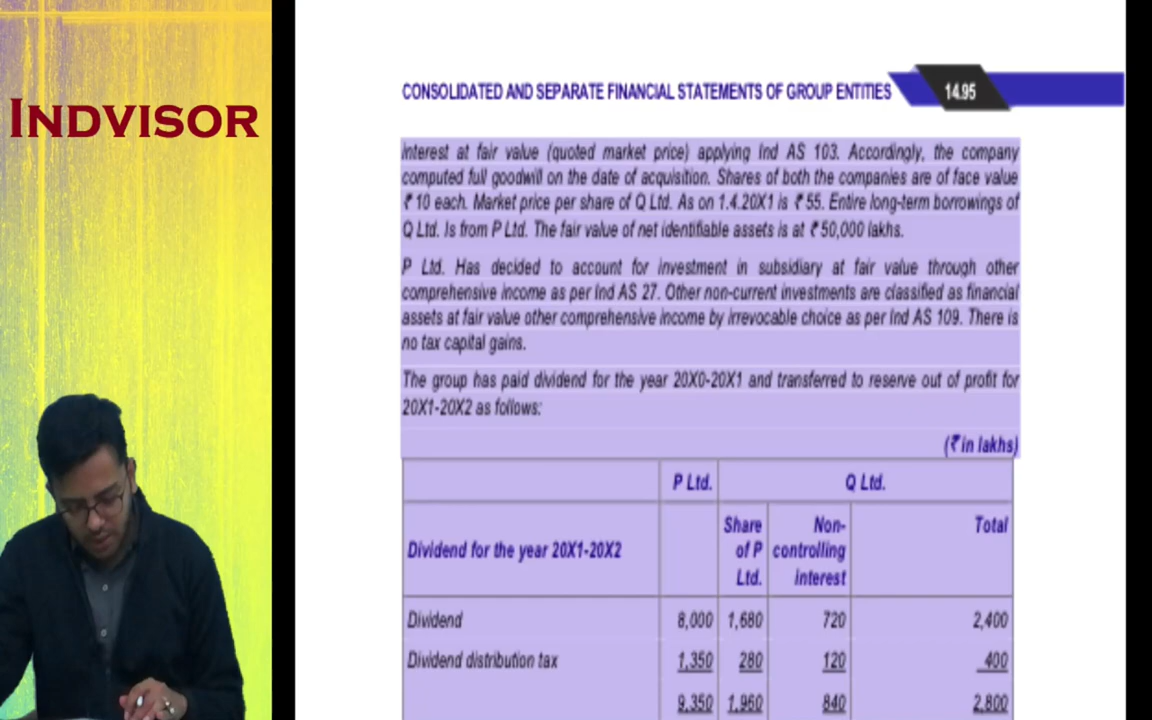 INDVISOR
CONSOLIDATED AND SEPARATE FINANCIAL STATEMENTS OF GROUP ENTITIES 14.95
interest at fair value (quoted market price) applying Ind AS 103. Accordingly, the company
computed full goodwill on the date of acquisition. Shares of both the companies are of face value
₹ 10 each. Market price per share of Q Ltd. As on 1.4.20X1 is ₹ 55. Entire long-term borrowings of
Q Ltd. Is from P Ltd. The fair value of net identifiable assets is at ₹ 50,000 lakhs.
P Ltd. Has decided to account for investment in subsidiary at fair value through other
comprehensive income as per Ind AS 27. Other non-current investments are classified as financial
assets at fair value other comprehensive income by irrevocable choice as per Ind AS 109. There is
no tax capital gains.
The group has paid dividend for the year 20X0-20X1 and transferred to reserve out of profit for
20X1-20X2 as follows:
(₹ in lakhs)
P Ltd. Q Ltd.
Dividend for the year 20X1-20X2
Share of P Ltd.
Non-controlling interest
Total
Dividend 8,000 1,680 720 2,400
Dividend distribution tax 1,350 280 120 400
9,350 1,960 840 2,800